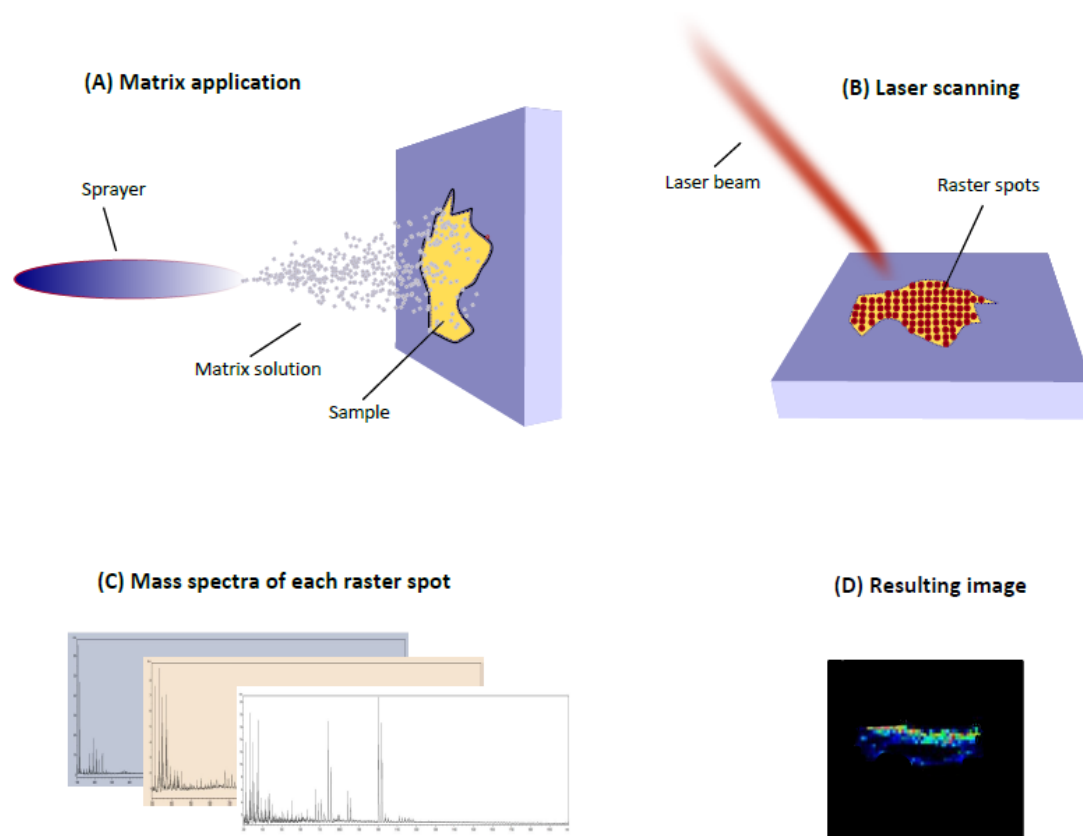 (A) Matrix application
(B) Laser scanning
Sprayer
Laser beam
Raster spots
Matrix solution
Sample
(C) Mass spectra of each raster spot
(D) Resulting image